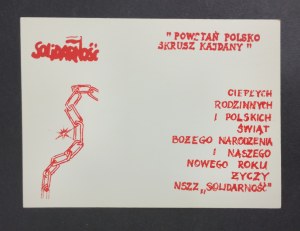 SOLIDARNOŚĆ
"POWSTAŃ POLSKO
SKRUSZ KAJDANY"
CIEPŁYCH
RODZINNYCH
I POLSKICH
ŚWIĄT
BOŻEGO NARODZENIA
I NASZEGO
NOWEGO ROKU
ŻYCZY
NSZZ „SOLIDARNOŚĆ"